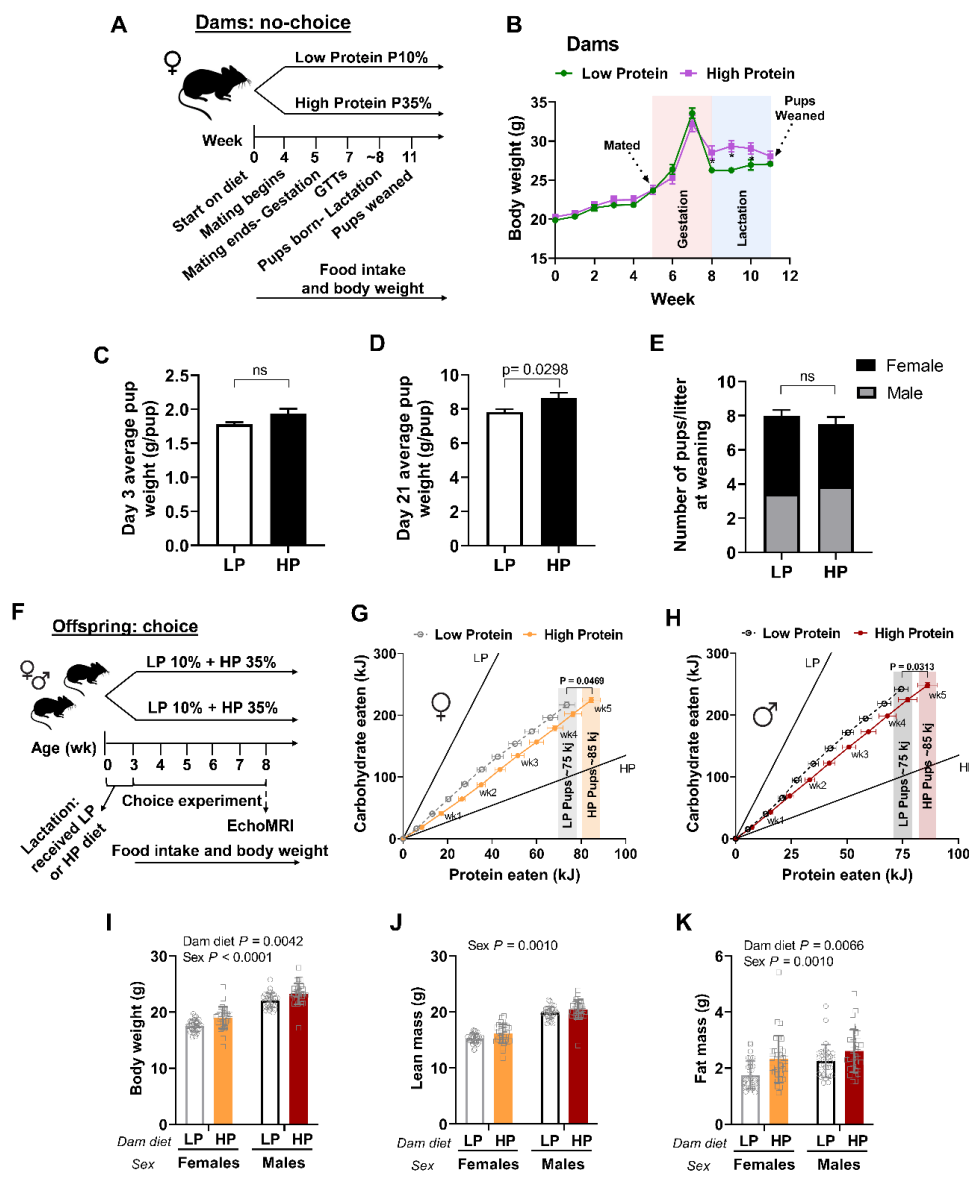 A
Dams: no-choice
♀
Low Protein P10%
High Protein P35%
Week
0 4 5 7 ~8 11
Start on diet
Mating begins
Mating ends- Gestation
GTTs
Pups born- Lactation
Pups weaned
Food intake
and body weight
B
Dams
Low Protein High Protein
Body weight (g)
35
30
25
20
15
Mated
Pups
Weaned
* * *
Gestation
Lactation
0 2 4 6 8 10 12
Week
C
Day 3 average pup
weight (g/pup)
2.5
2.0
1.5
1.0
0.5
0.0
ns
LP HP
D
Day 21 average pup
weight (g/pup)
10
8
6
4
2
0
p= 0.0298
LP HP
E
Number of pups/litter
at weaning
12
8
4
0
ns
Female
Male
LP HP
F
Offspring: choice
♀♂
LP 10% + HP 35%
LP 10% + HP 35%
Age (wk)
0 2 3 4 5 6 7 8
Choice experiment
EchoMRI
Lactation:
received LP
or HP diet
Food intake and body weight
G
Low Protein High Protein
Carbohydrate eaten (kJ)
300
200
100
0
♀
LP
HP
P = 0.0469
wk1
wk2
wk3
wk4
wk5
LP Pups ~75 kj
HP Pups ~85 kj
0 20 40 60 80 100
Protein eaten (kJ)
H
Low Protein High Protein
Carbohydrate eaten (kJ)
300
200
100
0
♂
LP
P = 0.0313
wk1
wk2
wk3
wk4
wk5
LP Pups ~75 kj
HP Pups ~85 kj
0 25 50 75 100
Protein eaten (kJ)
I
Dam diet P = 0.0042
Sex P < 0.0001
Body weight (g)
30
20
10
0
Dam diet LP HP LP HP
Sex Females Males
J
Sex P = 0.0010
Lean mass (g)
30
20
10
0
Dam diet LP HP LP HP
Sex Females Males
K
Dam diet P = 0.0066
Sex P = 0.0010
Fat mass (g)
6
4
2
0
Dam diet LP HP LP HP
Sex Females Males